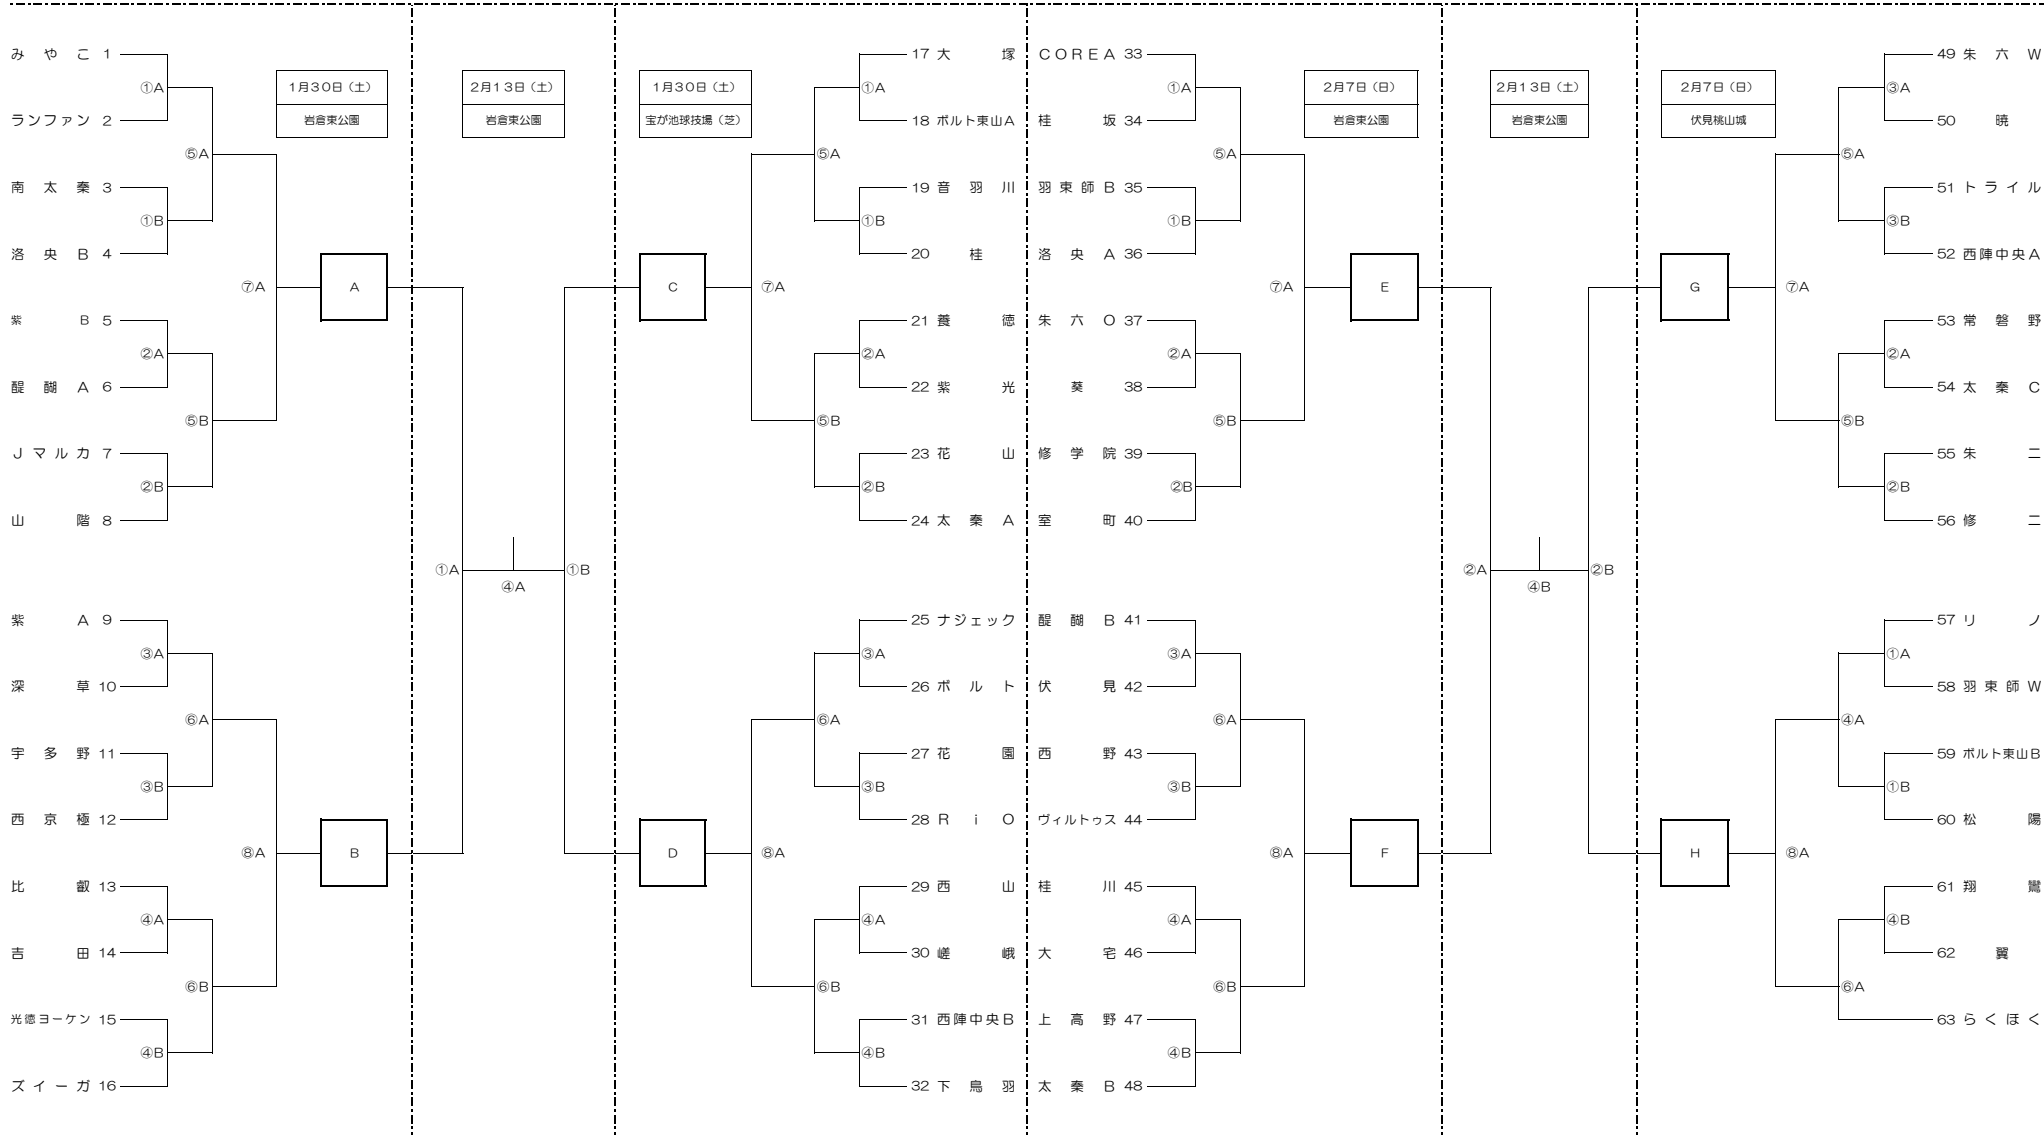 みやこ 1
①A
ランファン 2
⑤A
南太秦 3
①B
洛央B 4
⑦A
A
紫B 5
②A
醍醐A 6
⑤B
Jマルカ 7
②B
山階 8
紫A 9
③A
深草 10
⑥A
宇多野 11
③B
西京極 12
⑧A
B
比叡 13
④A
吉田 14
⑥B
光徳ヨーケン 15
④B
ズイーガ 16
1月30日（土）
岩倉東公園
2月13日（土）
岩倉東公園
①A
④A
①B
1月30日（土）
宝が池球技場（芝）
17 大塚
①A
18 ボルト東山A
⑤A
19 音羽川
①B
20 桂
C
⑦A
21 養徳
②A
22 紫光
⑤B
23 花山
②B
24 太秦A
25 ナジェック
③A
26 ボルト
⑥A
27 花園
③B
28 RiO
D
⑧A
29 西山
④A
30 嵯峨
⑥B
31 西陣中央B
④B
32 下鳥羽
COREA 33
①A
桂坂 34
⑤A
羽束師B 35
①B
洛央A 36
⑦A
E
朱六O 37
②A
葵 38
⑤B
修学院 39
②B
室町 40
醍醐B 41
③A
伏見 42
⑥A
西野 43
③B
ヴィルトゥス 44
⑧A
F
桂川 45
④A
大宅 46
⑥B
上高野 47
④B
太秦B 48
2月7日（日）
岩倉東公園
2月13日（土）
岩倉東公園
②A
④B
②B
2月7日（日）
伏見桃山城
49 朱六W
③A
50 暁
⑤A
51 トライル
③B
52 西陣中央A
G
⑦A
53 常磐野
②A
54 太秦C
⑤B
55 朱二
②B
56 修二
57 リノ
①A
58 羽束師W
④A
59 ボルト東山B
①B
60 松陽
H
⑧A
61 翔鸞
④B
62 翼
⑥A
63 らくほく